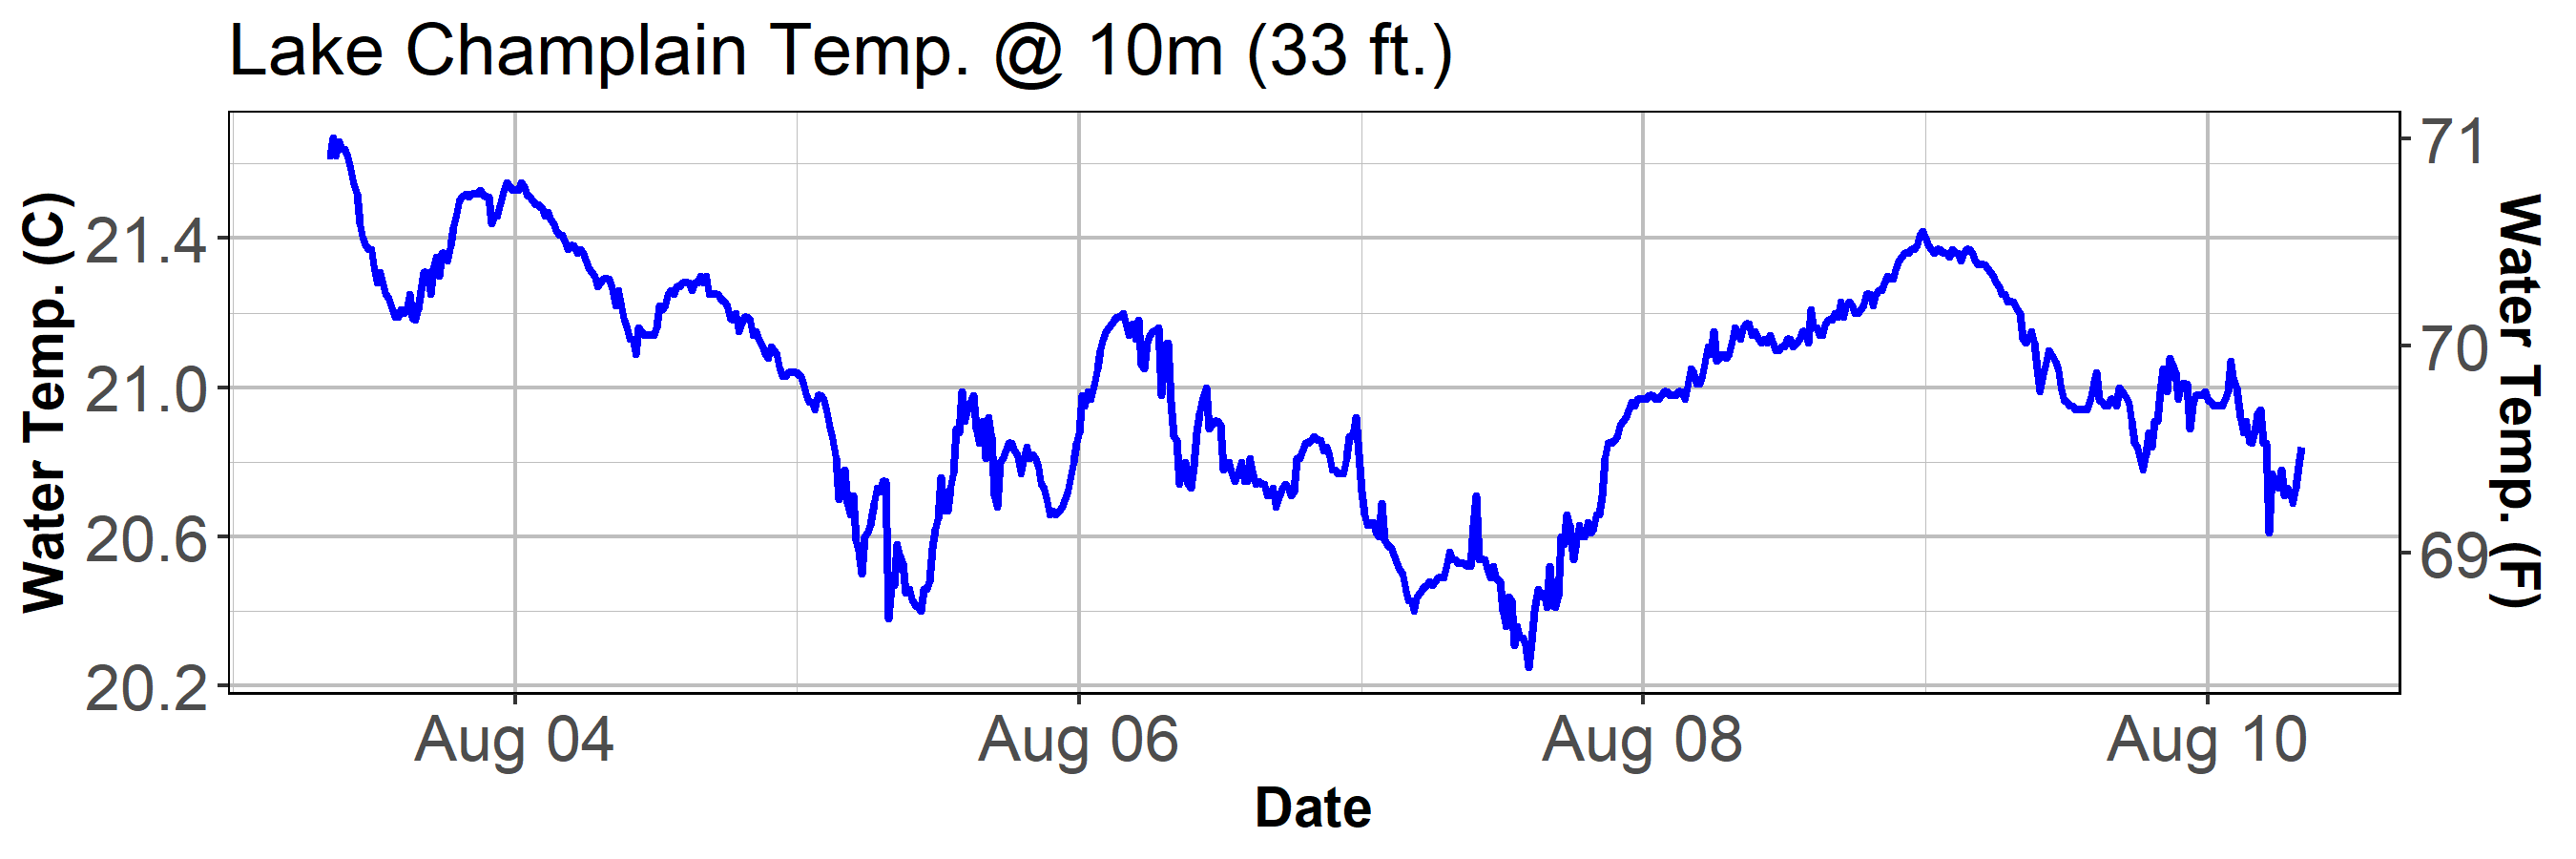 Lake Champlain Temp. @ 10m (33 ft.)
Water Temp. (C)
21.4
21.0
20.6
20.2
71
70
69
Water Temp. (F)
Aug 04
Aug 06
Aug 08
Aug 10
Date